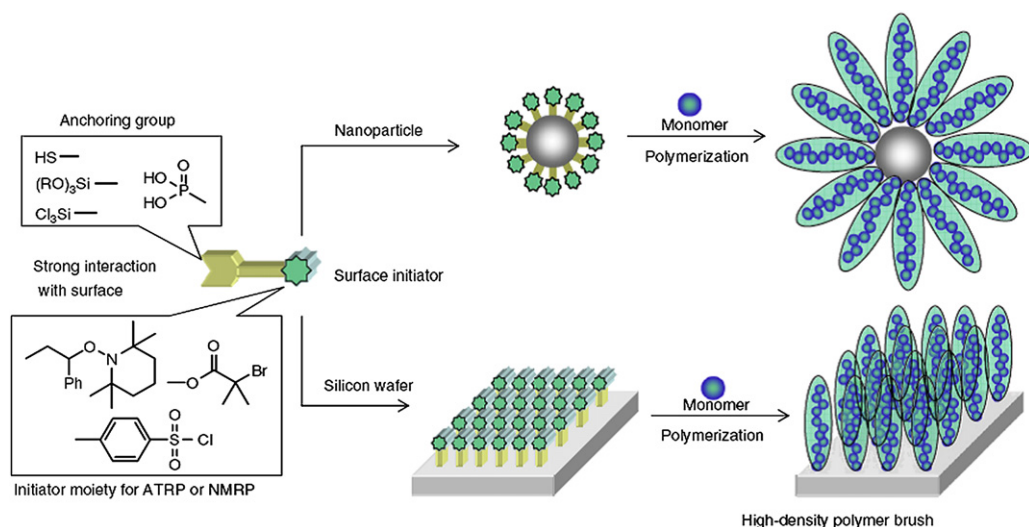 Anchoring group
HS
(RO)3Si
Cl3Si
O
HO
P
HO
Strong interaction
with surface
Nanoparticle
Monomer
Polymerization
Surface initiator
O
N
Ph
O
O
Br
O
S
Cl
O
Initiator moiety for ATRP or NMRP
Silicon wafer
Monomer
Polymerization
High-density polymer brush